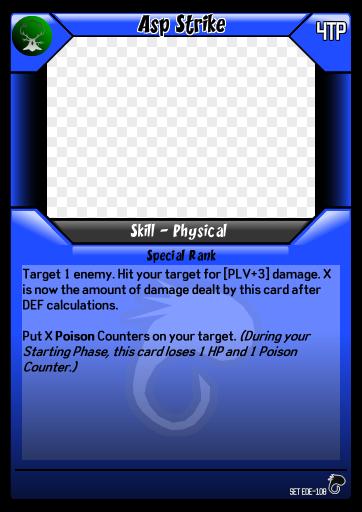 Asp Strike
4TP
Skill - Physical
Special Rank
Target 1 enemy. Hit your target for [PLV+3] damage. X
is now the amount of damage dealt by this card after
DEF calculations.
Put X Poison Counters on your target. (During your
Starting Phase, this card loses 1 HP and 1 Poison
Counter.)
SET EOE-108